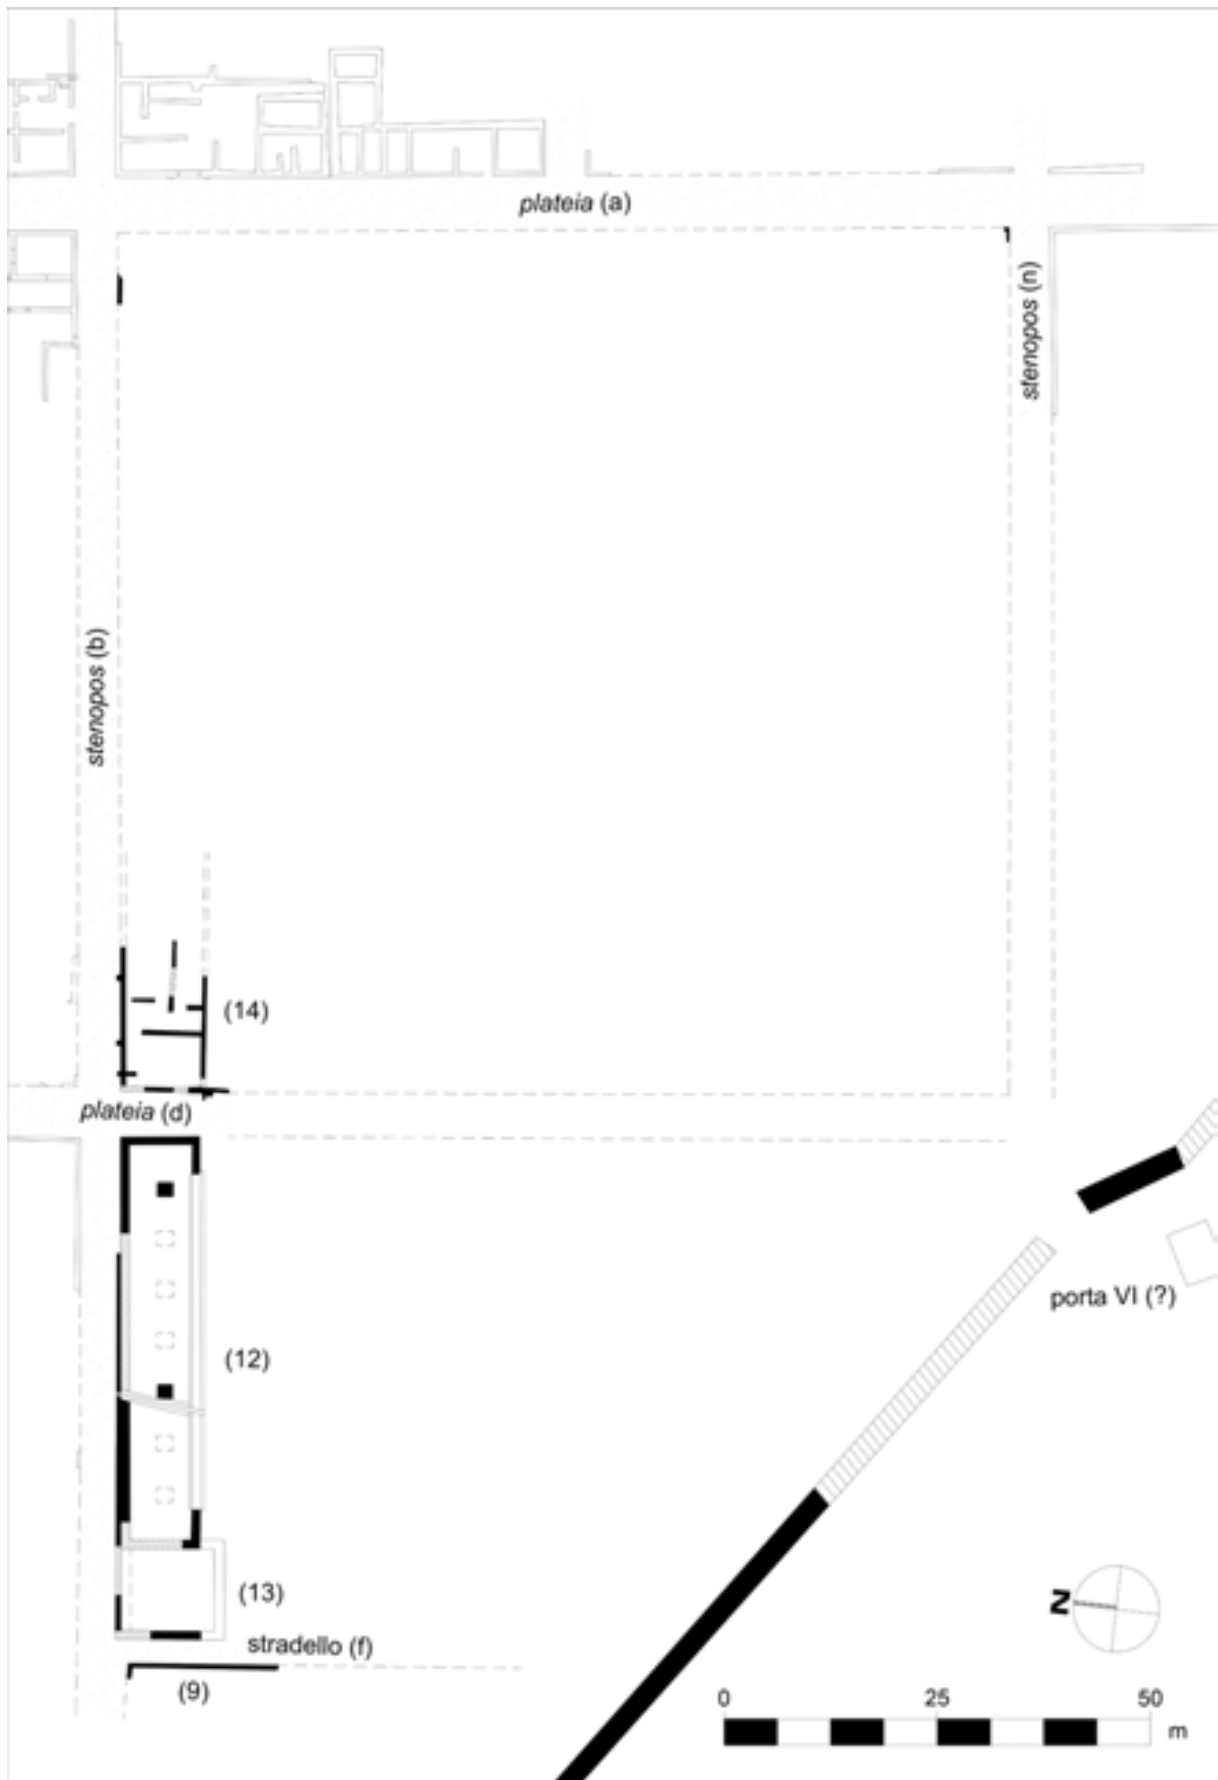 plateia (a)
stenopos (n)
stenopos (b)
(14)
plateia (d)
porta VI (?)
(12)
(13)
N
stradello (f)
(9)
0 25 50
m